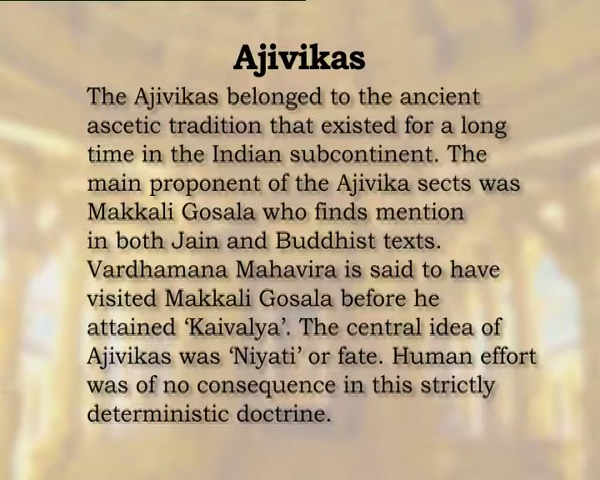 Ajivikas
The Ajivikas belonged to the ancient
ascetic tradition that existed for a long
time in the Indian subcontinent. The
main proponent of the Ajivika sects was
Makkali Gosala who finds mention
in both Jain and Buddhist texts.
Vardhamana Mahavira is said to have
visited Makkali Gosala before he
attained ‘Kaivalya’. The central idea of
Ajivikas was ‘Niyati’ or fate. Human effort
was of no consequence in this strictly
deterministic doctrine.